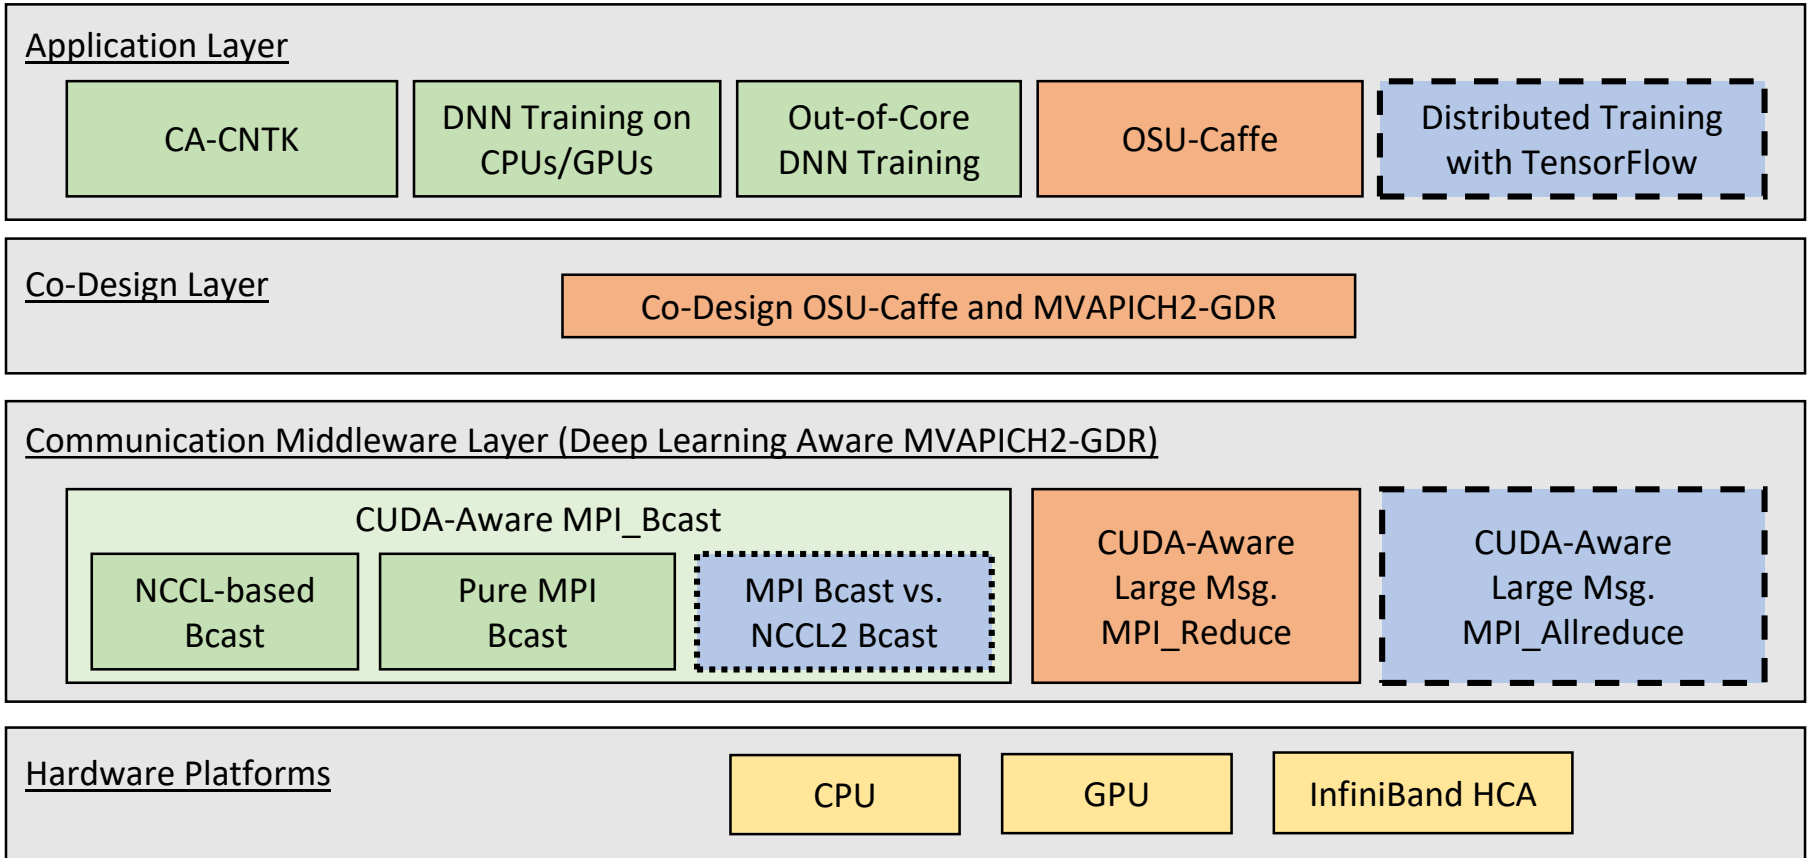 Application Layer
CA-CNTK
DNN Training on
CPUs/GPUs
Out-of-Core
DNN Training
OSU-Caffe
Distributed Training
with TensorFlow
Co-Design Layer
Co-Design OSU-Caffe and MVAPICH2-GDR
Communication Middleware Layer (Deep Learning Aware MVAPICH2-GDR)
CUDA-Aware MPI_Bcast
NCCL-based
Bcast
Pure MPI
Bcast
MPI Bcast vs.
NCCL2 Bcast
CUDA-Aware
Large Msg.
MPI_Reduce
CUDA-Aware
Large Msg.
MPI_Allreduce
Hardware Platforms
CPU
GPU
InfiniBand HCA